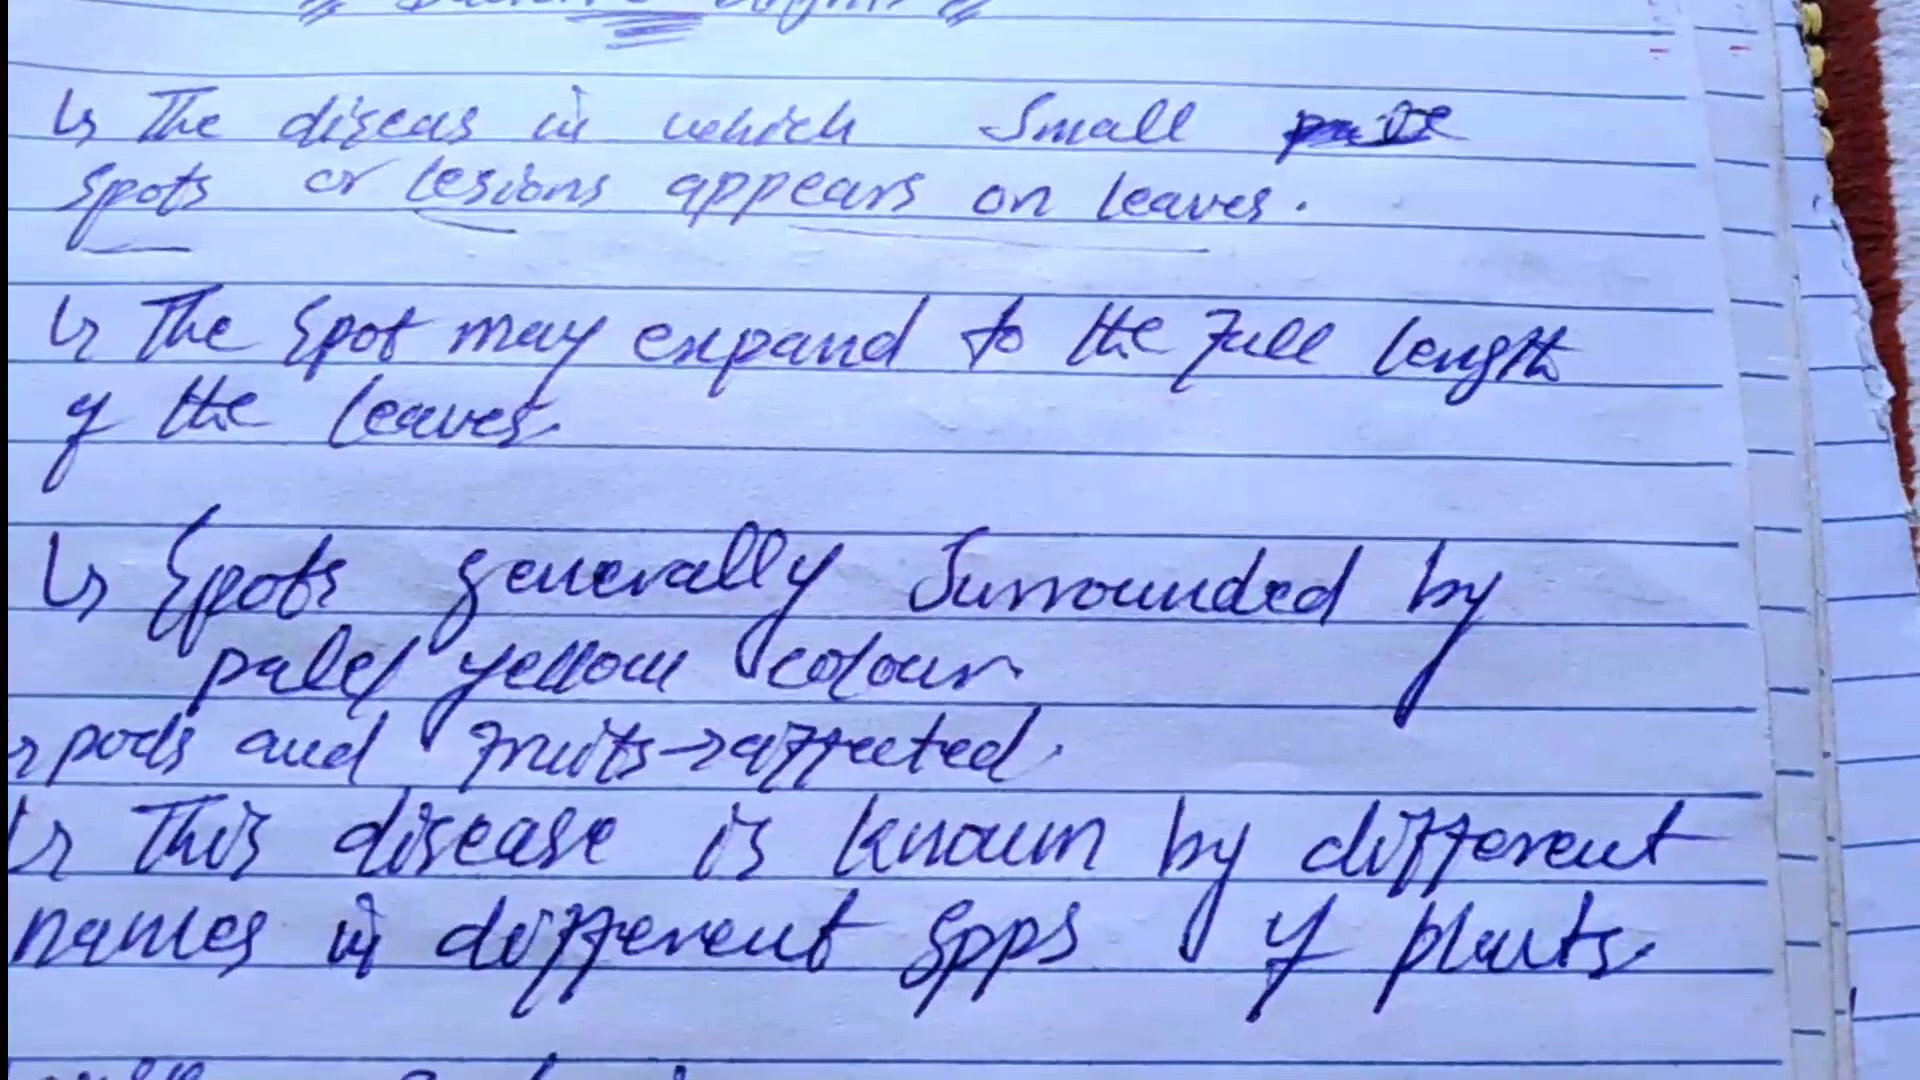 ↳ The diseas in which Small
Spots or lesions appears on leaves.
↳ The Spot may expand to the full length
of the leaves.
↳ Spots generally Surrounded by
pale yellow colour
↳ pods and fruits→affected.
↳ This disease is known by different
names in different Spps of plants.